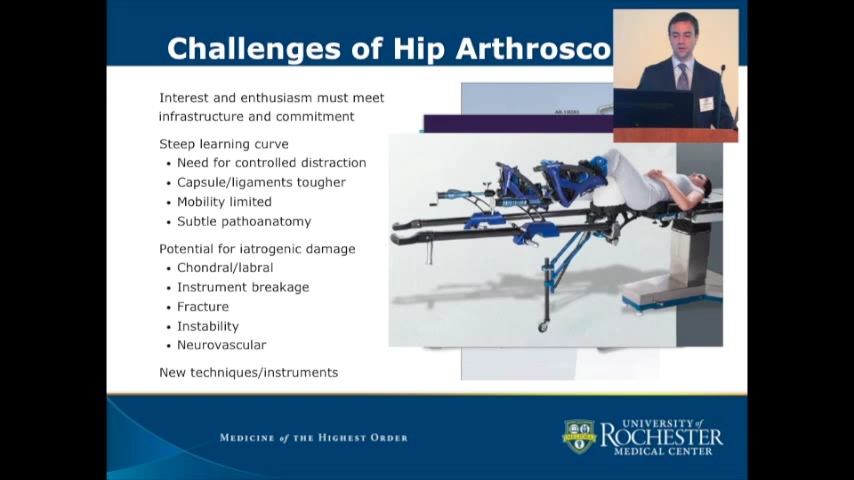 Challenges of Hip Arthrosco
Interest and enthusiasm must meet
infrastructure and commitment
Steep learning curve
• Need for controlled distraction
• Capsule/ligaments tougher
• Mobility limited
• Subtle pathoanatomy
Potential for iatrogenic damage
• Chondral/labral
• Instrument breakage
• Fracture
• Instability
• Neurovascular
New techniques/instruments
MEDICINE of THE HIGHEST ORDER
UNIVERSITY of
ROCHESTER
MEDICAL CENTER